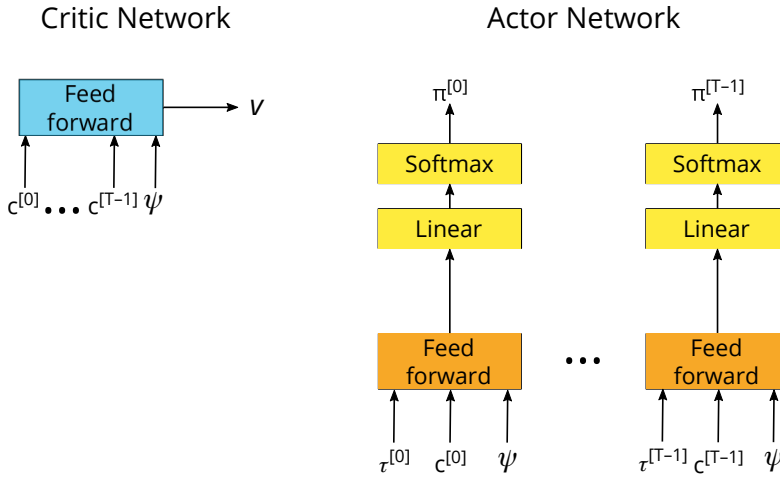 Critic Network
Actor Network
Feed
forward
v
c[0] ... c[T-1] ψ
π[0]
π[T-1]
Softmax
Softmax
Linear
Linear
Feed
forward
...
Feed
forward
τ[0] c[0] ψ
τ[T-1] c[T-1] ψ